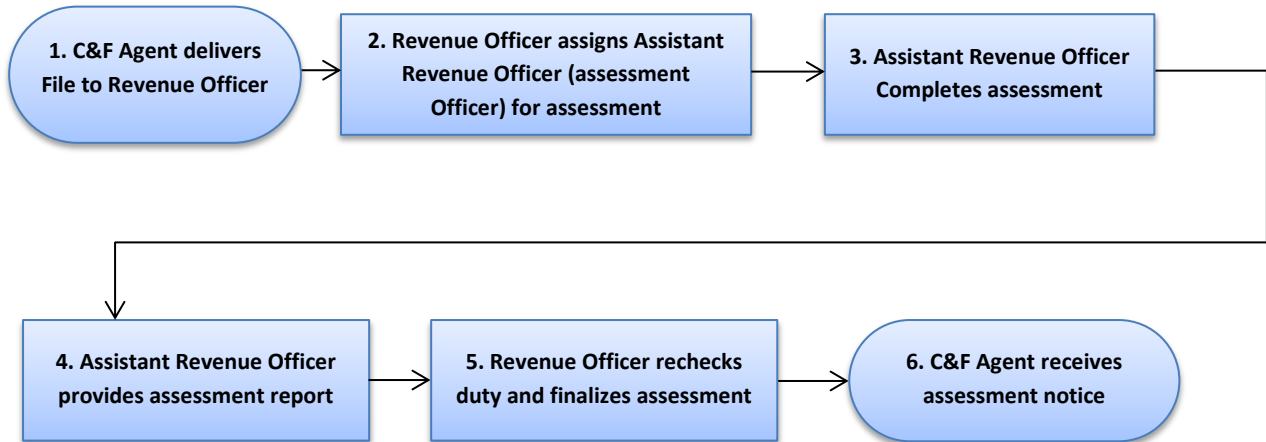 1. C&F Agent delivers
File to Revenue Officer
2. Revenue Officer assigns Assistant
Revenue Officer (assessment
Officer) for assessment
3. Assistant Revenue Officer
Completes assessment
4. Assistant Revenue Officer
provides assessment report
5. Revenue Officer rechecks
duty and finalizes assessment
6. C&F Agent receives
assessment notice